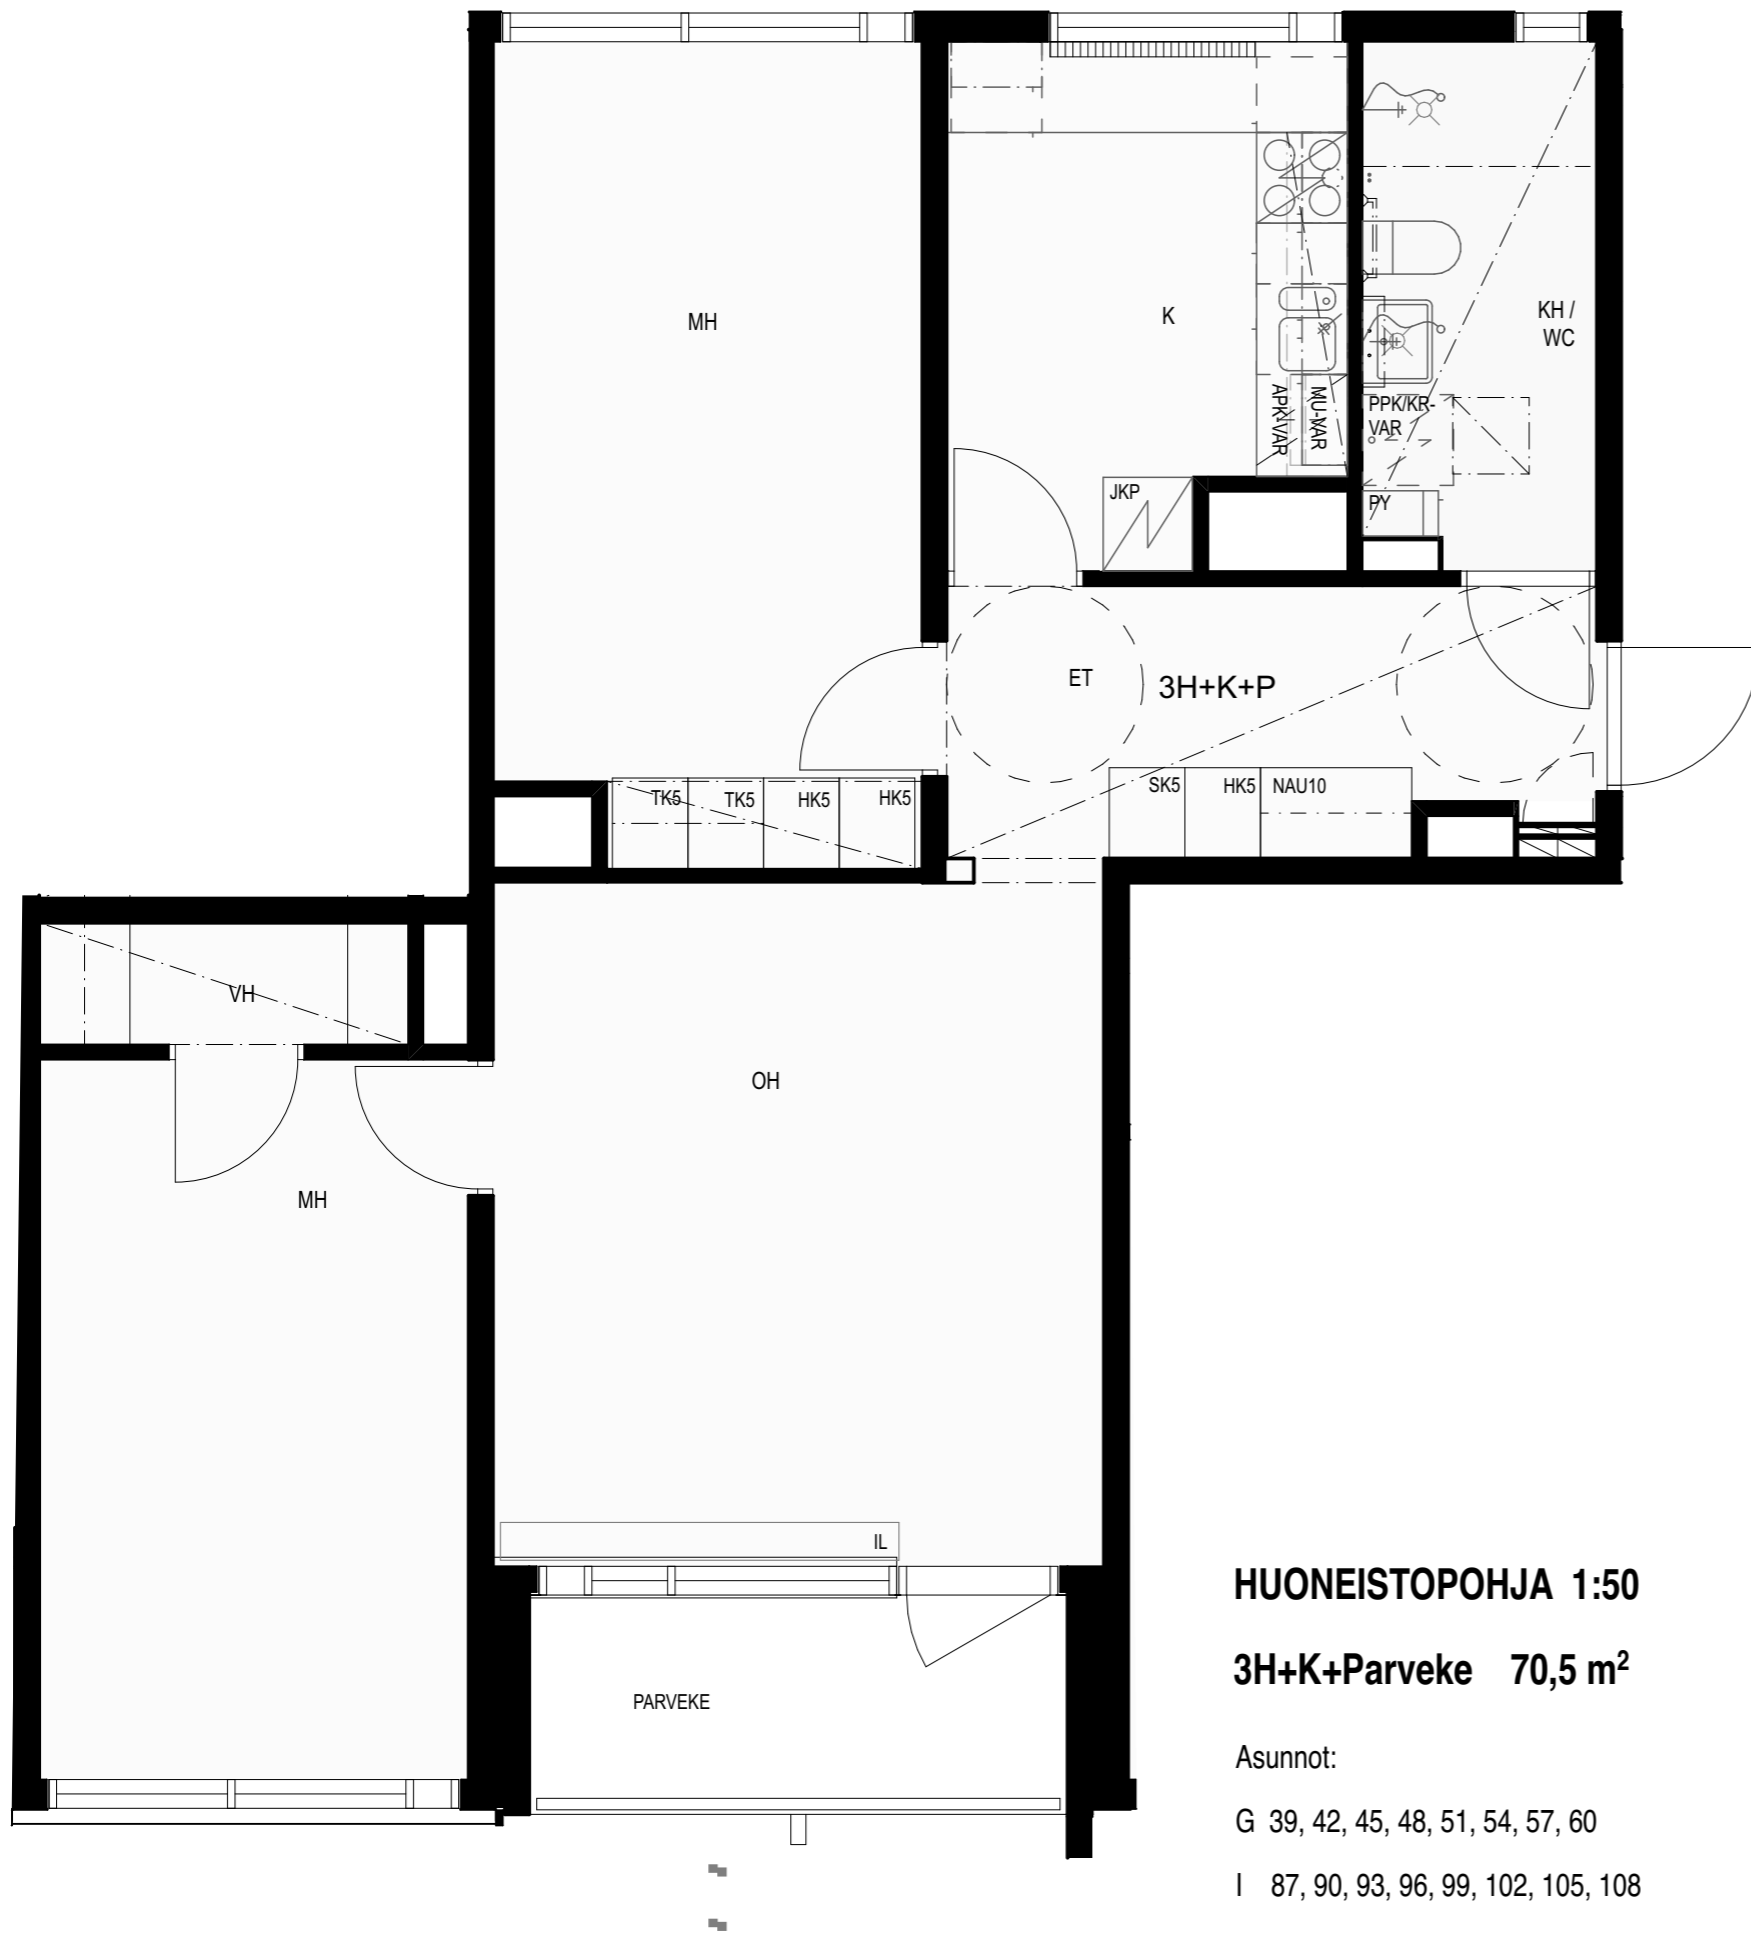 MH
K
KH /
WC
APK-VAR
MU-VAR
PPK/KR-
VAR
JKP
PY
ET
3H+K+P
TK5
TK5
HK5
HK5
SK5
HK5
NAU10
VH
OH
MH
IL
PARVEKE
HUONEISTOPOHJA 1:50
3H+K+Parveke 70,5 m²
Asunnot:
G 39, 42, 45, 48, 51, 54, 57, 60
I 87, 90, 93, 96, 99, 102, 105, 108